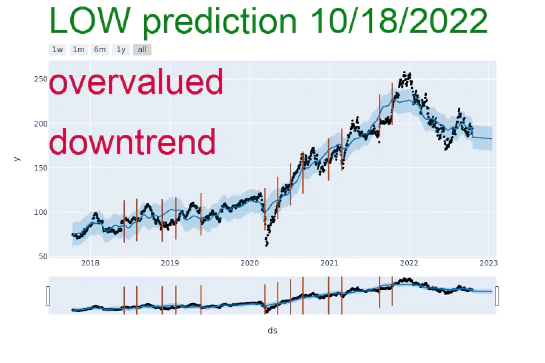 LOW prediction 10/18/2022
1w 1m 6m 1y all
overvalued
downtrend
250
200
150
100
50
y
2018 2019 2020 2021 2022 2023
ds